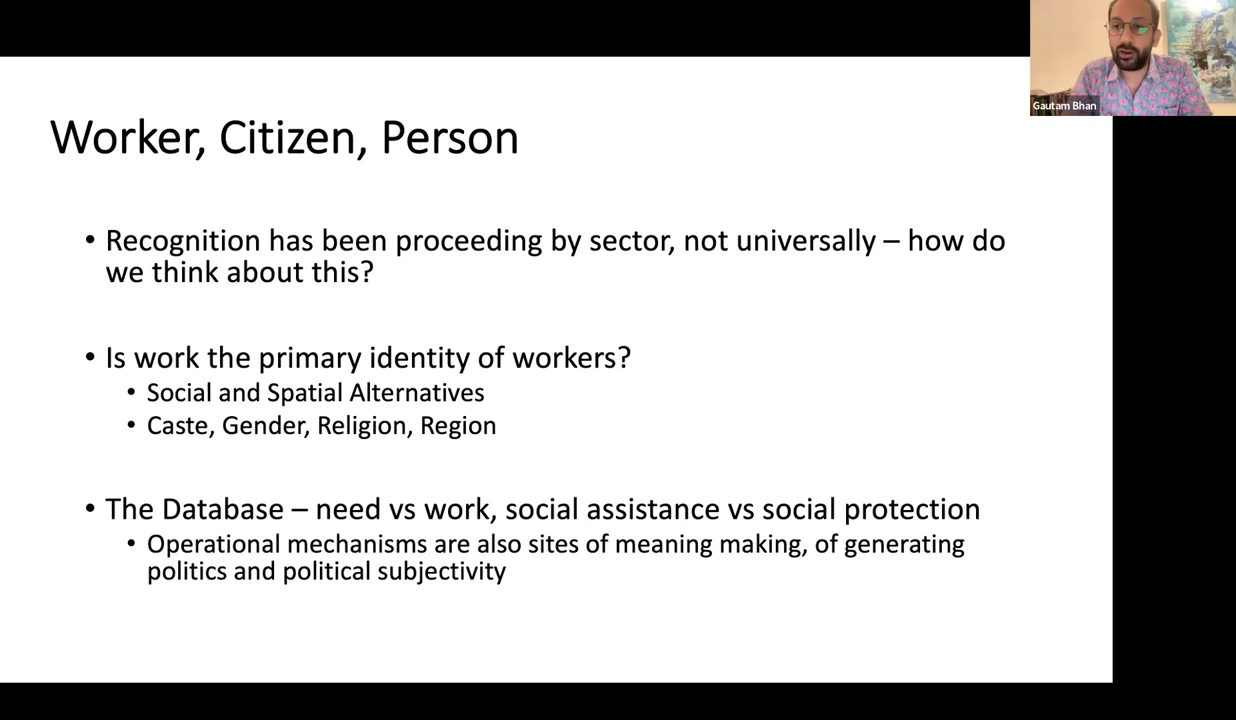 Gautam Bhan
Worker, Citizen, Person
• Recognition has been proceeding by sector, not universally – how do
we think about this?
• Is work the primary identity of workers?
• Social and Spatial Alternatives
• Caste, Gender, Religion, Region
• The Database – need vs work, social assistance vs social protection
• Operational mechanisms are also sites of meaning making, of generating
politics and political subjectivity